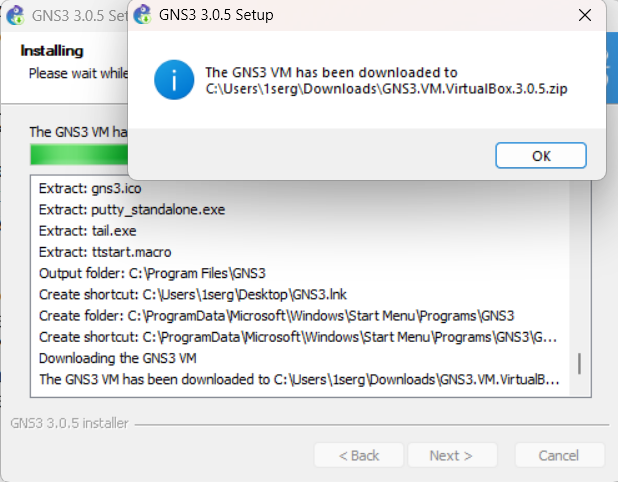 GNS3 3.0.5 Set
GNS3 3.0.5 Setup
Installing
Please wait while
The GNS3 VM has been downloaded to
C:\Users\1serg\Downloads\GNS3.VM.VirtualBox.3.0.5.zip
OK
The GNS3 VM ha
Extract: gns3.ico
Extract: putty_standalone.exe
Extract: tail.exe
Extract: ttstart.macro
Output folder: C:\Program Files\GNS3
Create shortcut: C:\Users\1serg\Desktop\GNS3.lnk
Create folder: C:\ProgramData\Microsoft\Windows\Start Menu\Programs\GNS3
Create shortcut: C:\ProgramData\Microsoft\Windows\Start Menu\Programs\GNS3\G...
Downloading the GNS3 VM
The GNS3 VM has been downloaded to C:\Users\1serg\Downloads\GNS3.VM.VirtualB...
GNS3 3.0.5 installer
< Back
Next >
Cancel